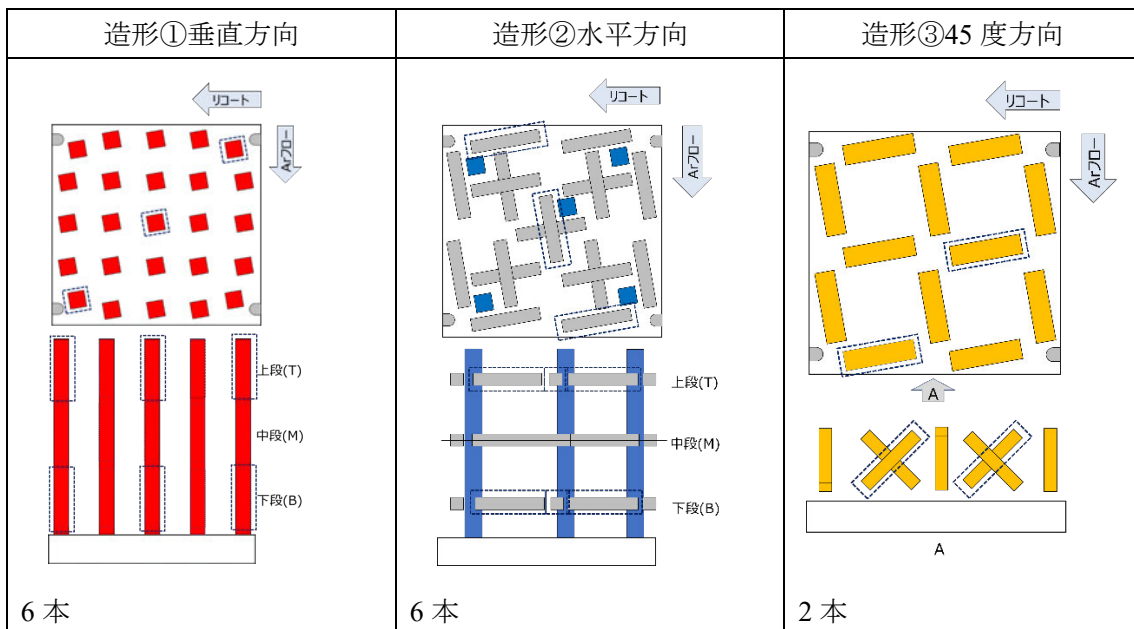 造形①垂直方向
造形②水平方向
造形③45 度方向
リコート
Arフロー
上段(T)
中段(M)
下段(B)
6 本
リコート
Arフロー
上段(T)
中段(M)
下段(B)
6 本
リコート
Arフロー
A
A
2 本